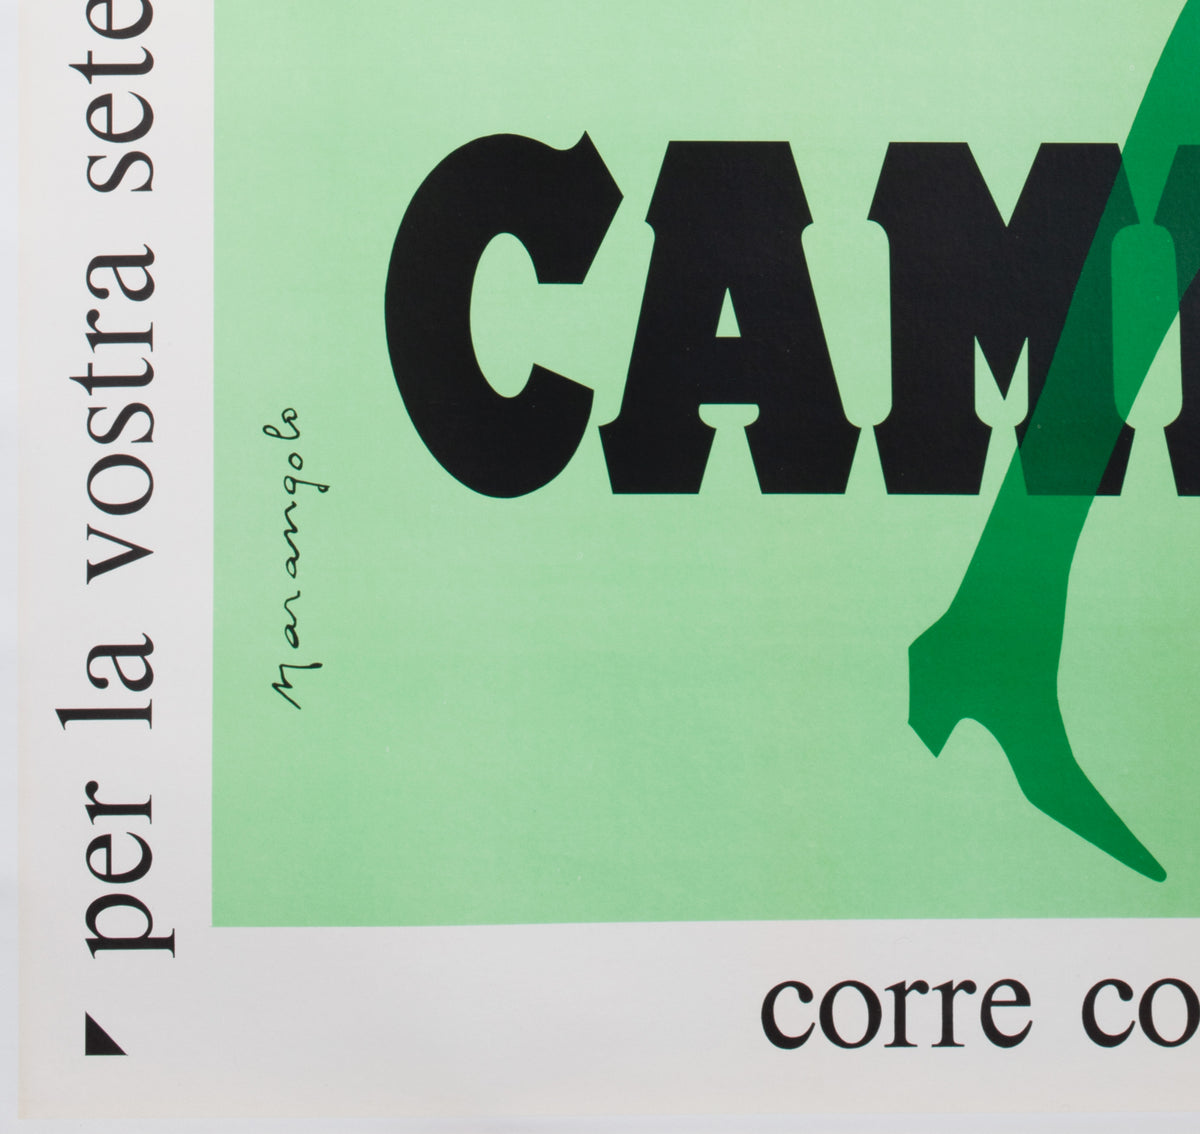 per la vostra sete
CAM
Marangolo
corre co